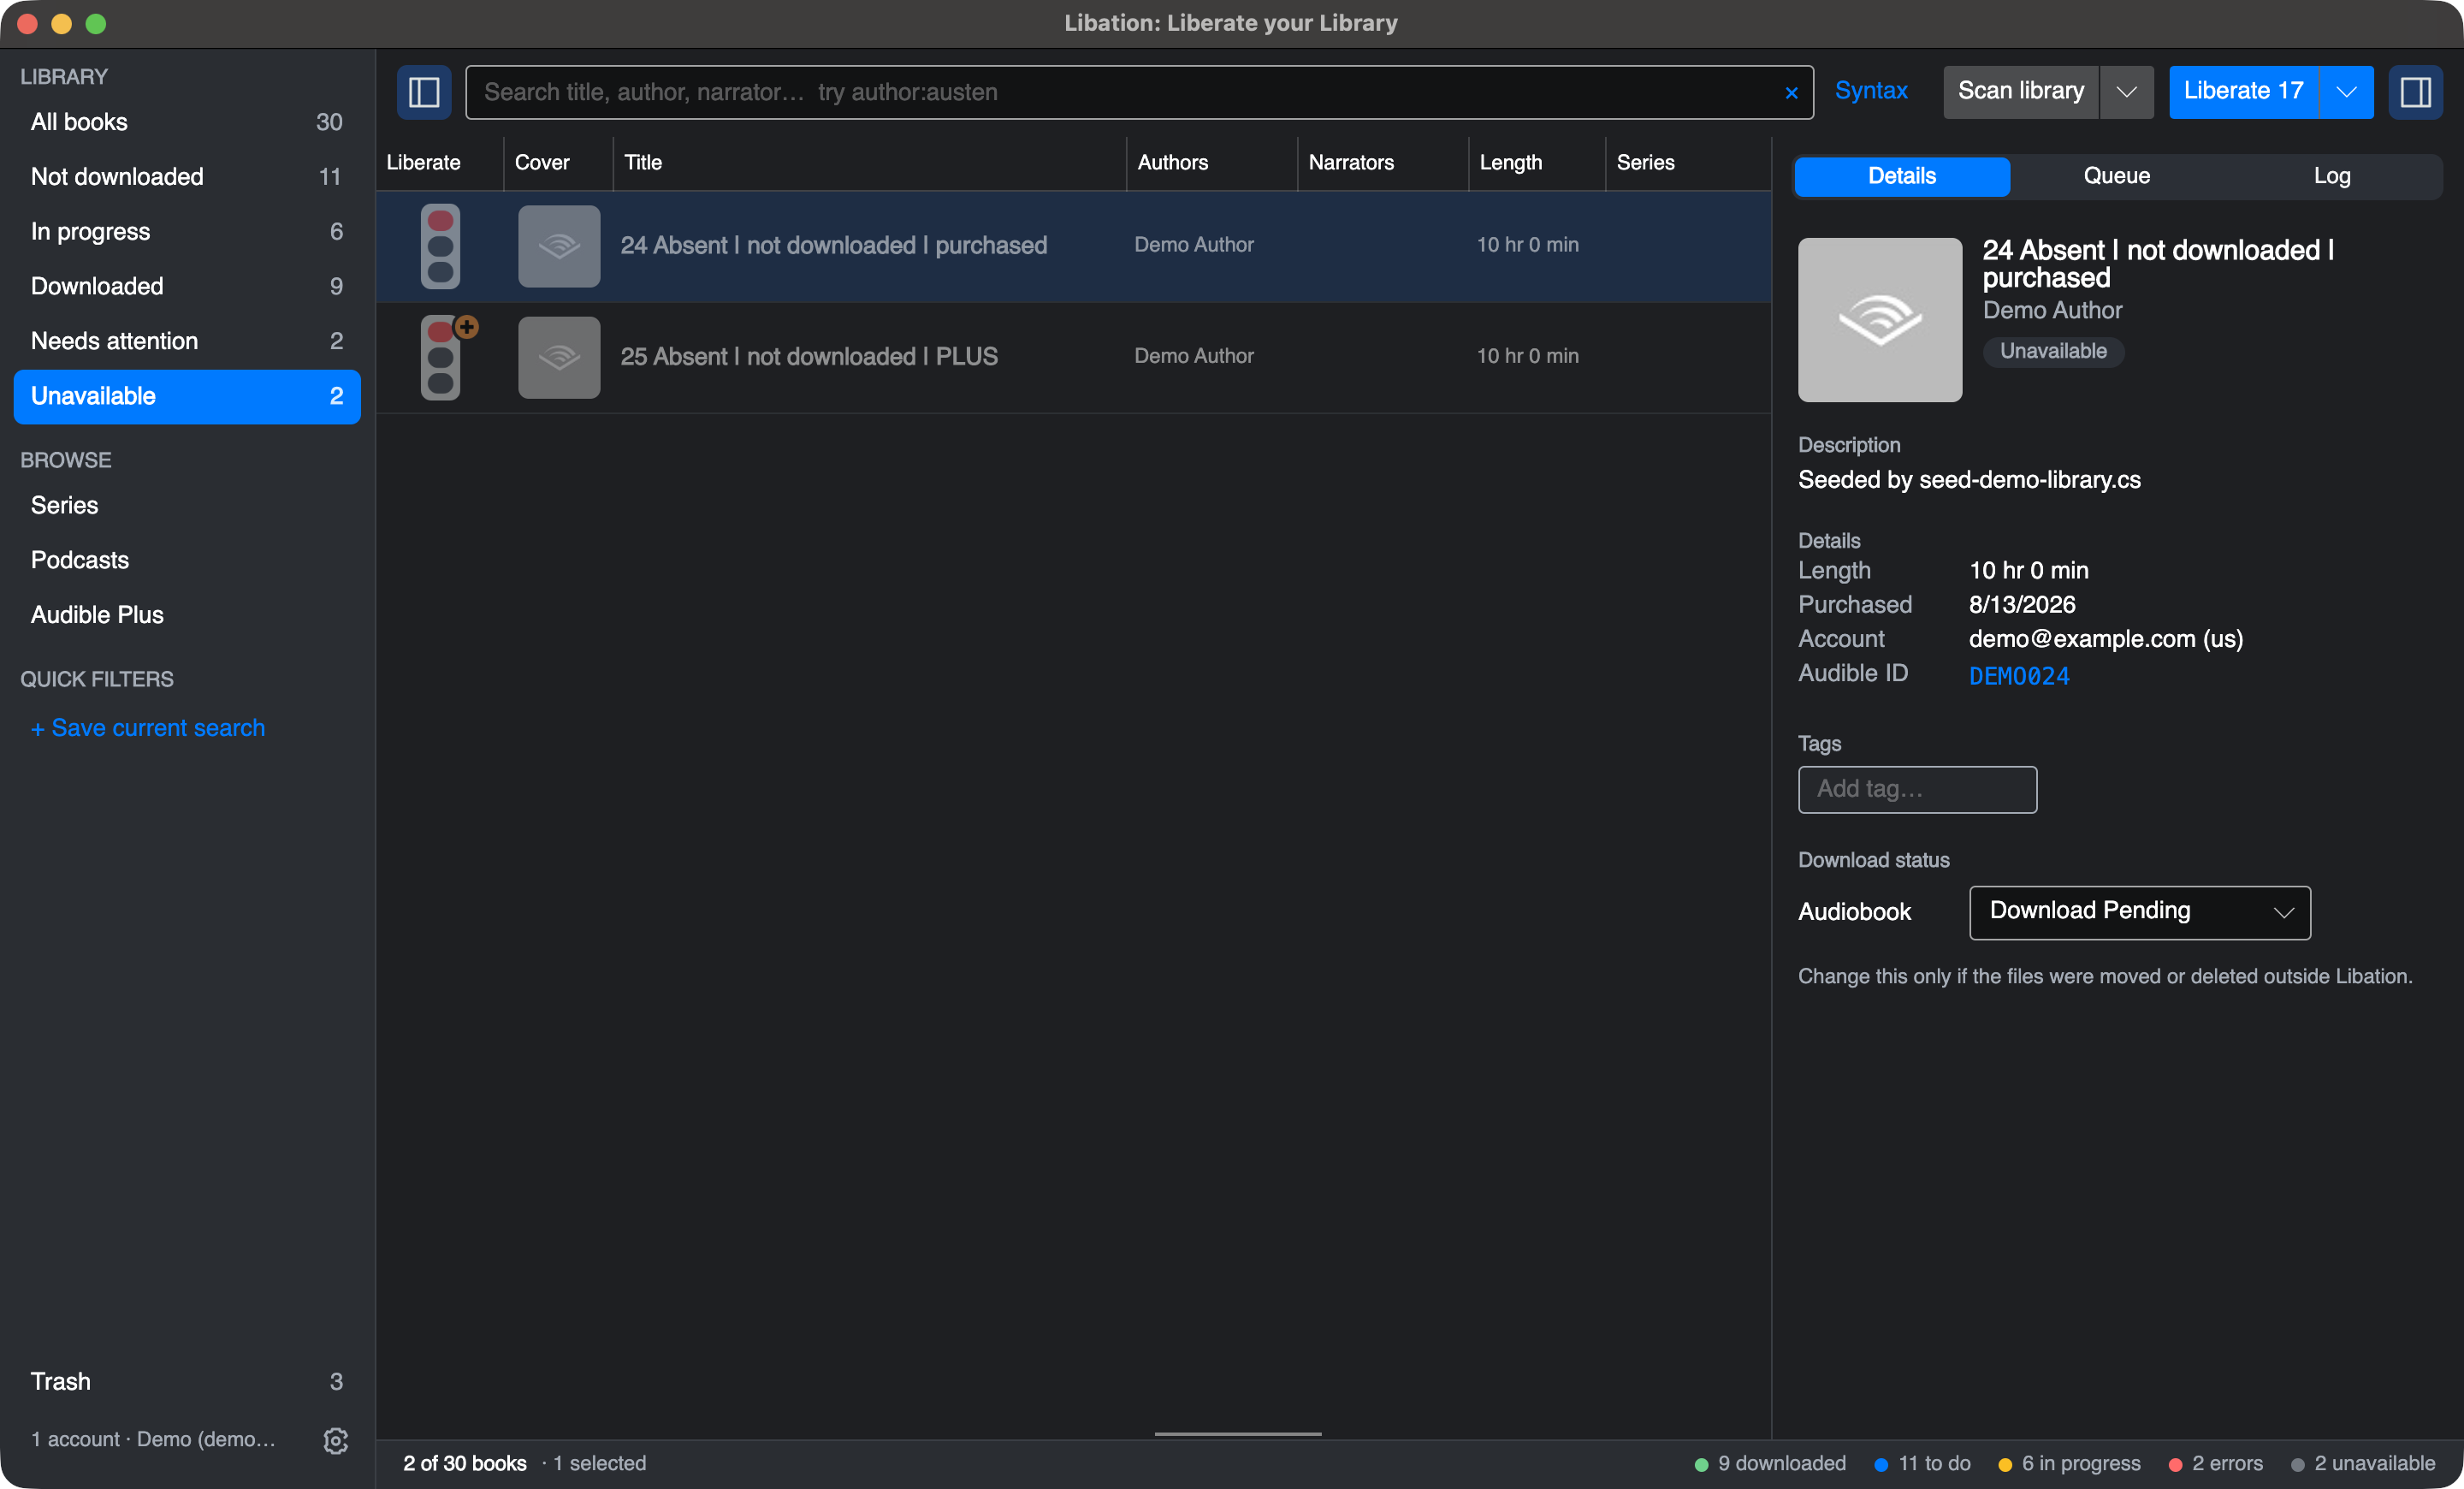 Libation: Liberate your Library
LIBRARY
All books 30
Not downloaded 11
In progress 6
Downloaded 9
Needs attention 2
Unavailable 2
BROWSE
Series
Podcasts
Audible Plus
QUICK FILTERS
+ Save current search
Trash 3
1 account · Demo (demo...
Search title, author, narrator... try author:austen ×
Syntax
Scan library
Liberate 17
Liberate Cover Title Authors Narrators Length Series
24 Absent | not downloaded | purchased Demo Author 10 hr 0 min
25 Absent | not downloaded | PLUS Demo Author 10 hr 0 min
Details Queue Log
24 Absent | not downloaded |
purchased
Demo Author
Unavailable
Description
Seeded by seed-demo-library.cs
Details
Length 10 hr 0 min
Purchased 8/13/2026
Account demo@example.com (us)
Audible ID DEMO024
Tags
Add tag...
Download status
Audiobook Download Pending
Change this only if the files were moved or deleted outside Libation.
2 of 30 books · 1 selected
9 downloaded 11 to do 6 in progress 2 errors 2 unavailable